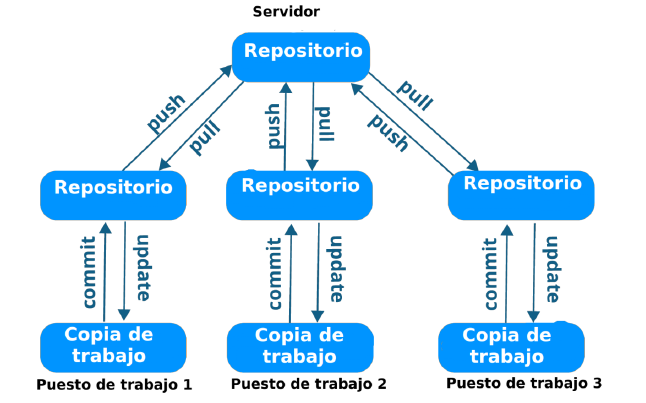 Servidor
Repositorio
push
pull
push
pull
push
pull
Repositorio
Repositorio
Repositorio
commit
update
commit
update
commit
update
Copia de
trabajo
Copia de
trabajo
Copia de
trabajo
Puesto de trabajo 1
Puesto de trabajo 2
Puesto de trabajo 3